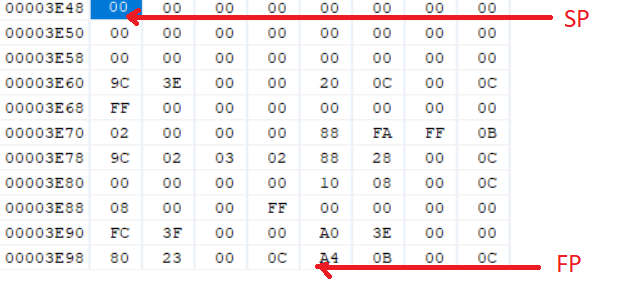 00003E48 00 00 00 00 00 00 00 00 SP
00003E50 00 00 00 00 00 00 00 00
00003E58 00 00 00 00 00 00 00 00
00003E60 9C 3E 00 00 20 0C 00 0C
00003E68 FF 00 00 00 00 00 00 00
00003E70 02 00 00 00 88 FA FF 0B
00003E78 9C 02 03 02 88 28 00 0C
00003E80 00 00 00 00 10 08 00 0C
00003E88 08 00 00 FF 00 00 00 00
00003E90 FC 3F 00 00 A0 3E 00 00
00003E98 80 23 00 0C A4 0B 00 0C FP